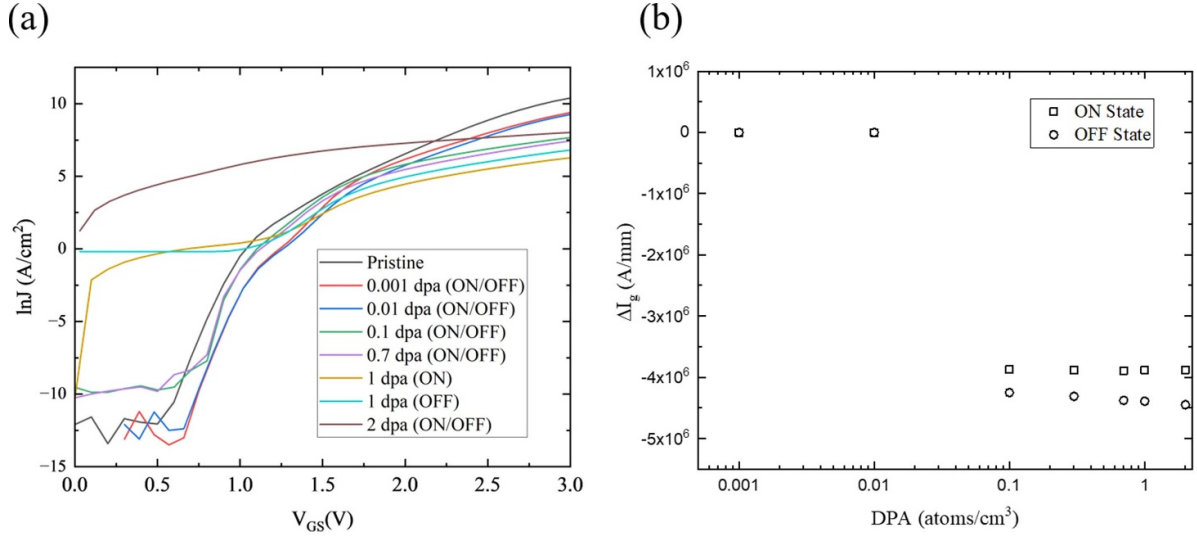 (a)
lnJ (A/cm²)
10
5
0
−5
−10
−15
Pristine
0.001 dpa (ON/OFF)
0.01 dpa (ON/OFF)
0.1 dpa (ON/OFF)
0.7 dpa (ON/OFF)
1 dpa (ON)
1 dpa (OFF)
2 dpa (ON/OFF)
0.0 0.5 1.0 1.5 2.0 2.5 3.0
V_GS(V)
(b)
ΔI_g (A/mm)
1x10⁶
0
-1x10⁶
-2x10⁶
-3x10⁶
-4x10⁶
-5x10⁶
ON State
OFF State
0.001 0.01 0.1 1
DPA (atoms/cm³)